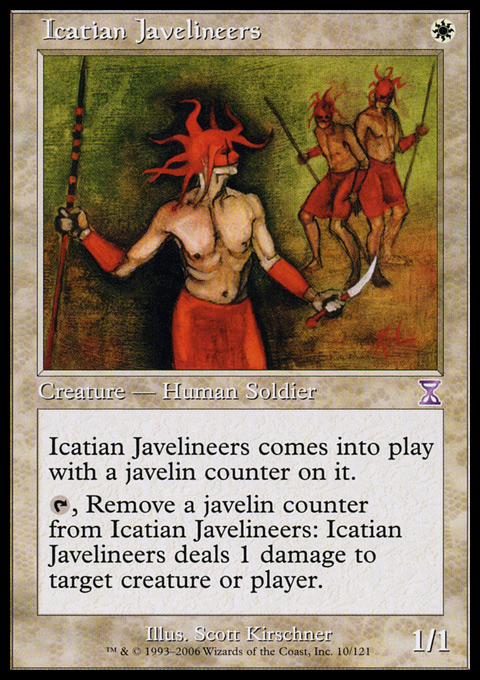 Icatian Javelineers
Creature — Human Soldier
Icatian Javelineers comes into play
with a javelin counter on it.
, Remove a javelin counter
from Icatian Javelineers: Icatian
Javelineers deals 1 damage to
target creature or player.
Illus. Scott Kirschner
™ & © 1993–2006 Wizards of the Coast, Inc. 10/121
1/1